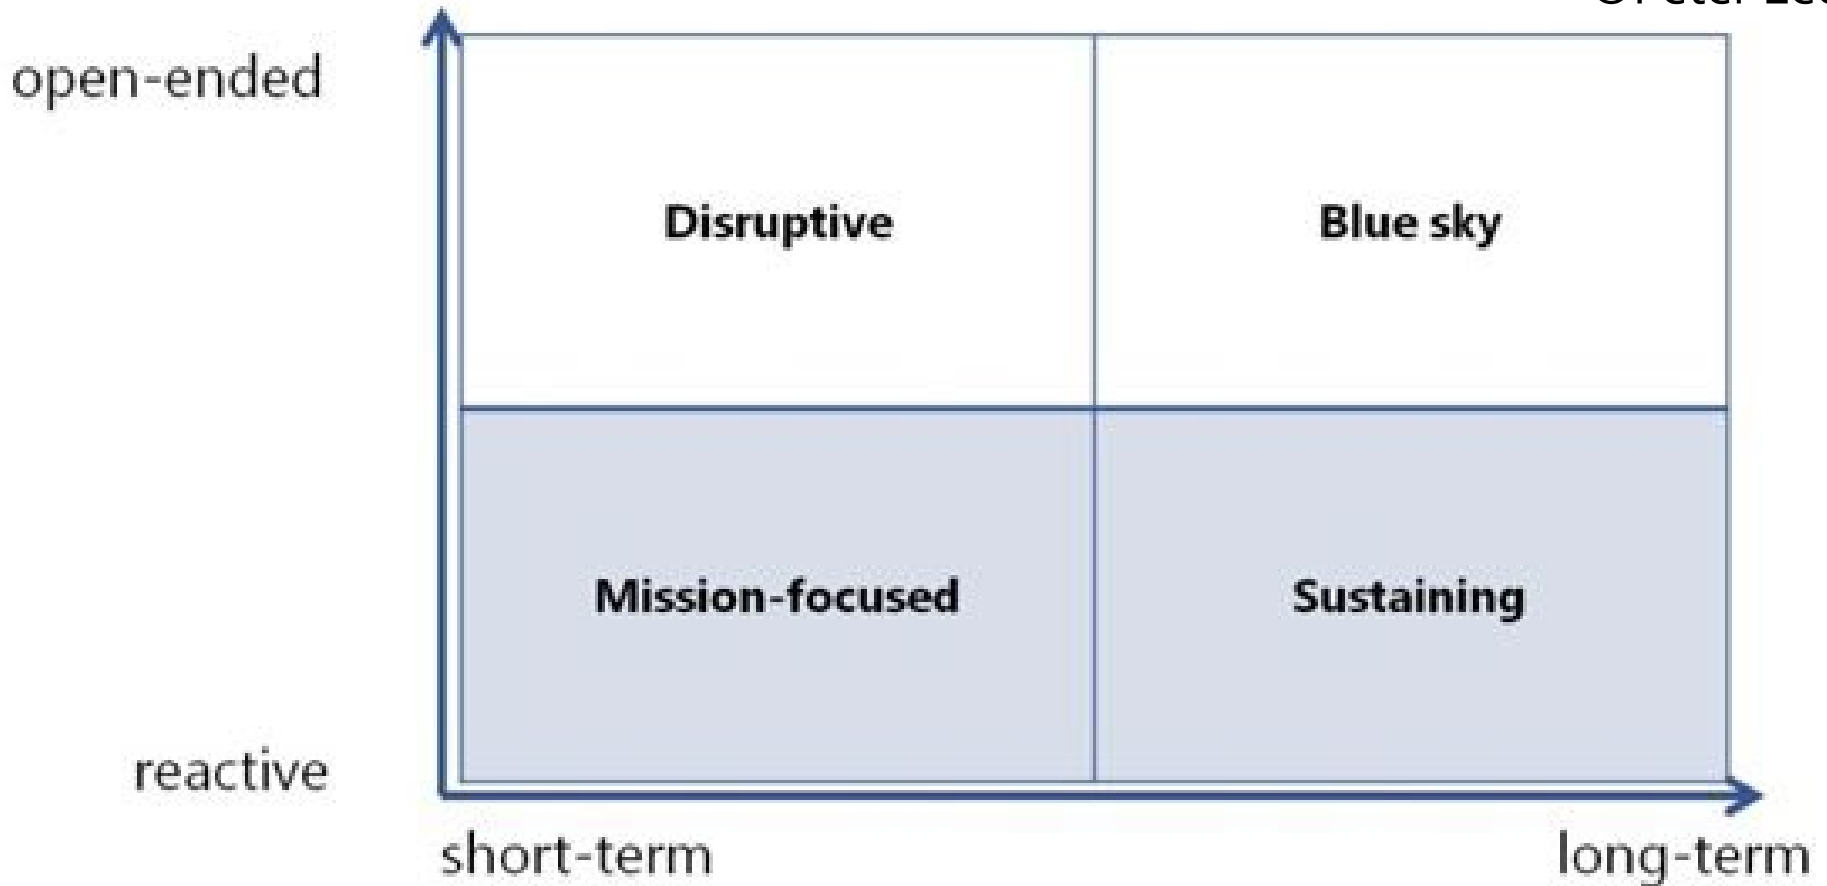 open-ended
Disruptive Blue sky
Mission-focused Sustaining
reactive
short-term long-term